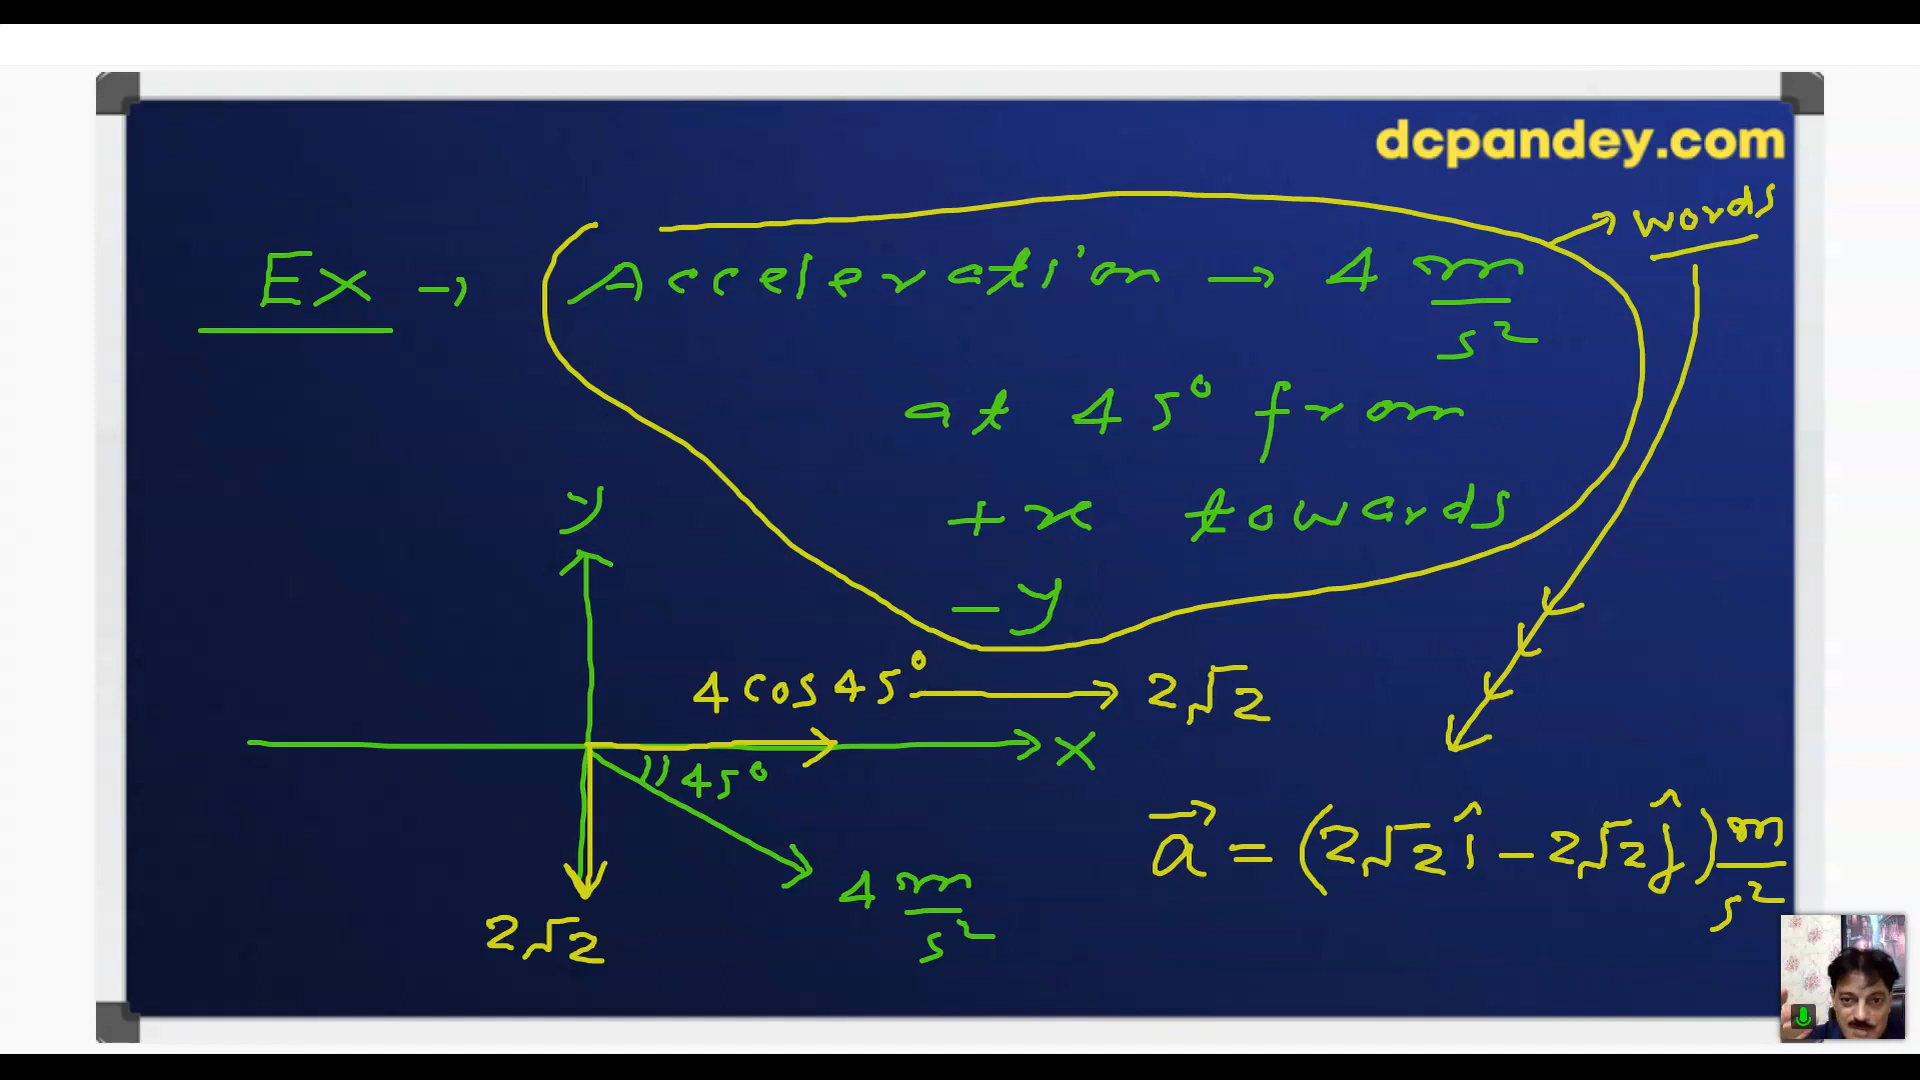 dcpandey.com
words
Ex → Acceleration → 4 m/s²
at 45° from
+x towards
-y
y
4 cos 45° → 2√2
x
45°
4 m/s²
2√2
a⃗ = (2√2 î - 2√2 ĵ) m/s²